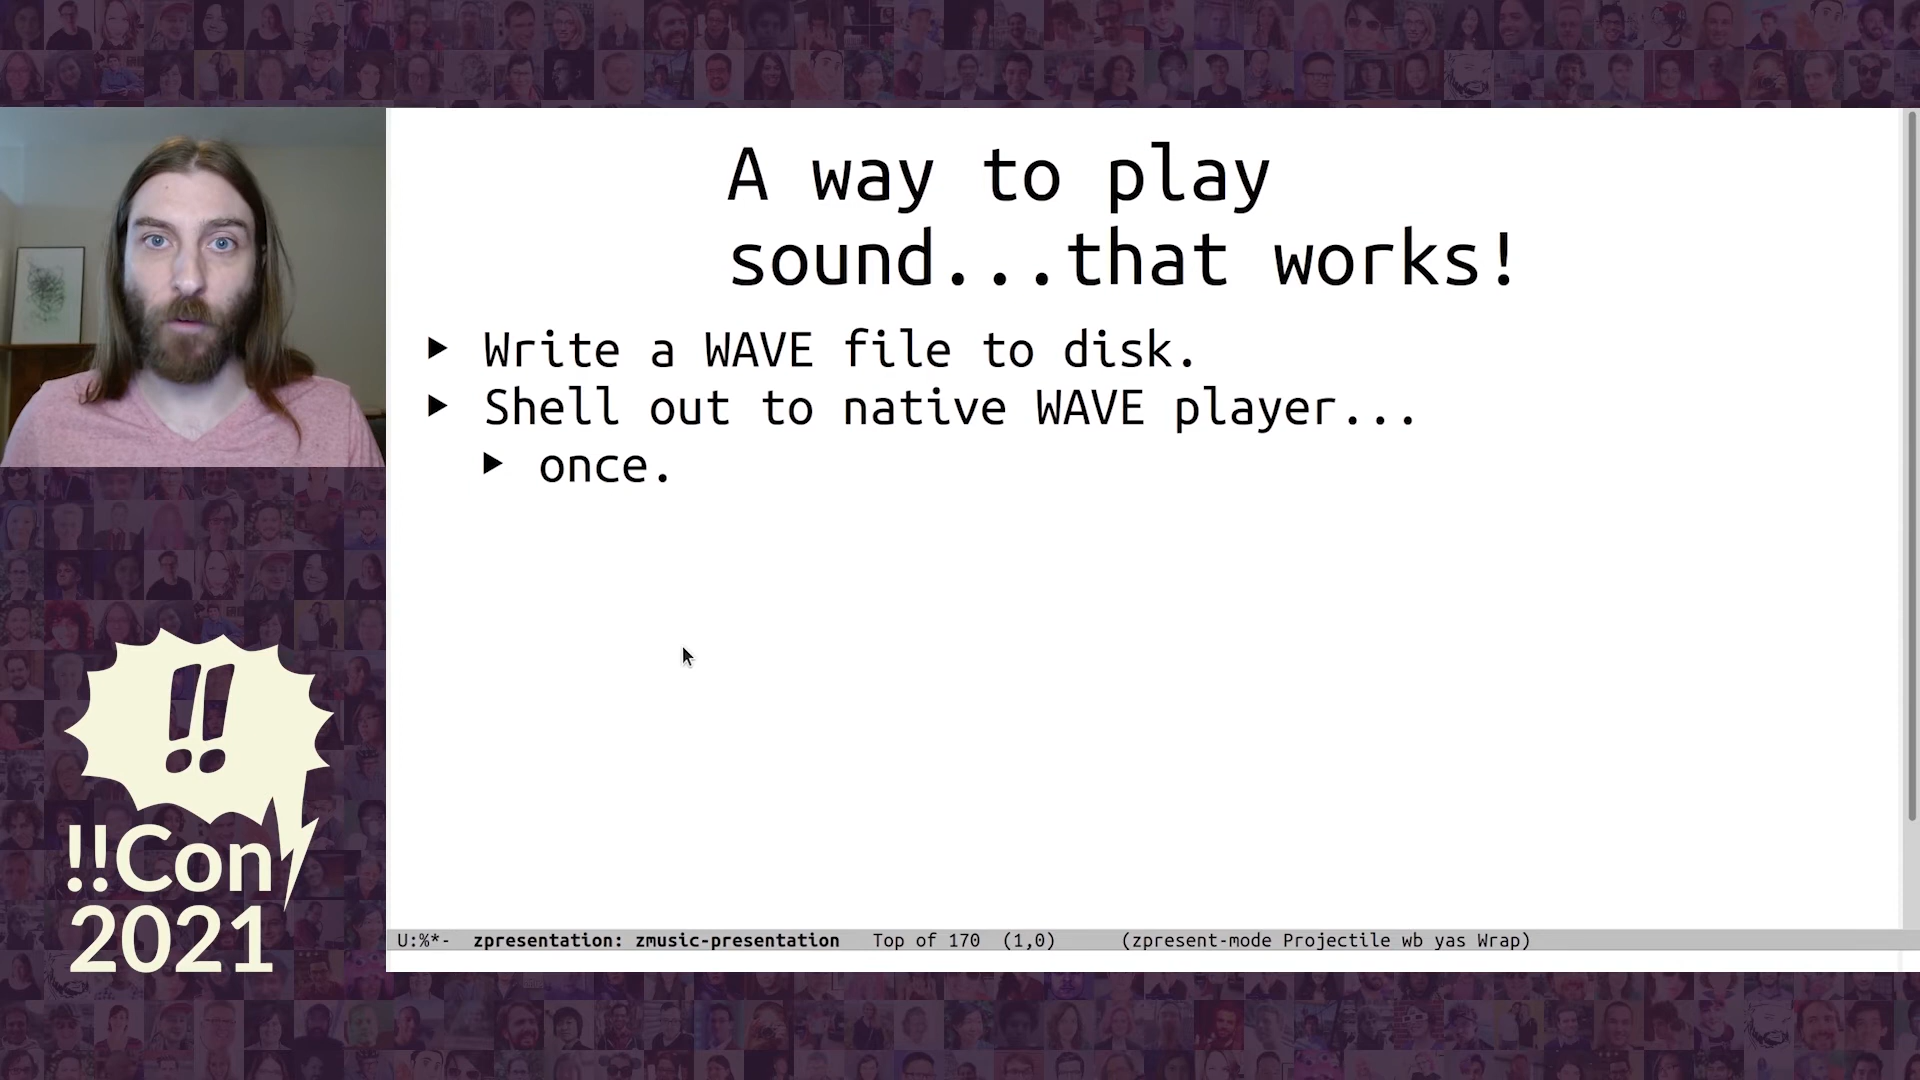 A way to play
sound...that works!
▶ Write a WAVE file to disk.
▶ Shell out to native WAVE player...
▶ once.
!!
!!Con
2021
U:%*- zpresentation: zmusic-presentation Top of 170 (1,0) (zpresent-mode Projectile wb yas Wrap)